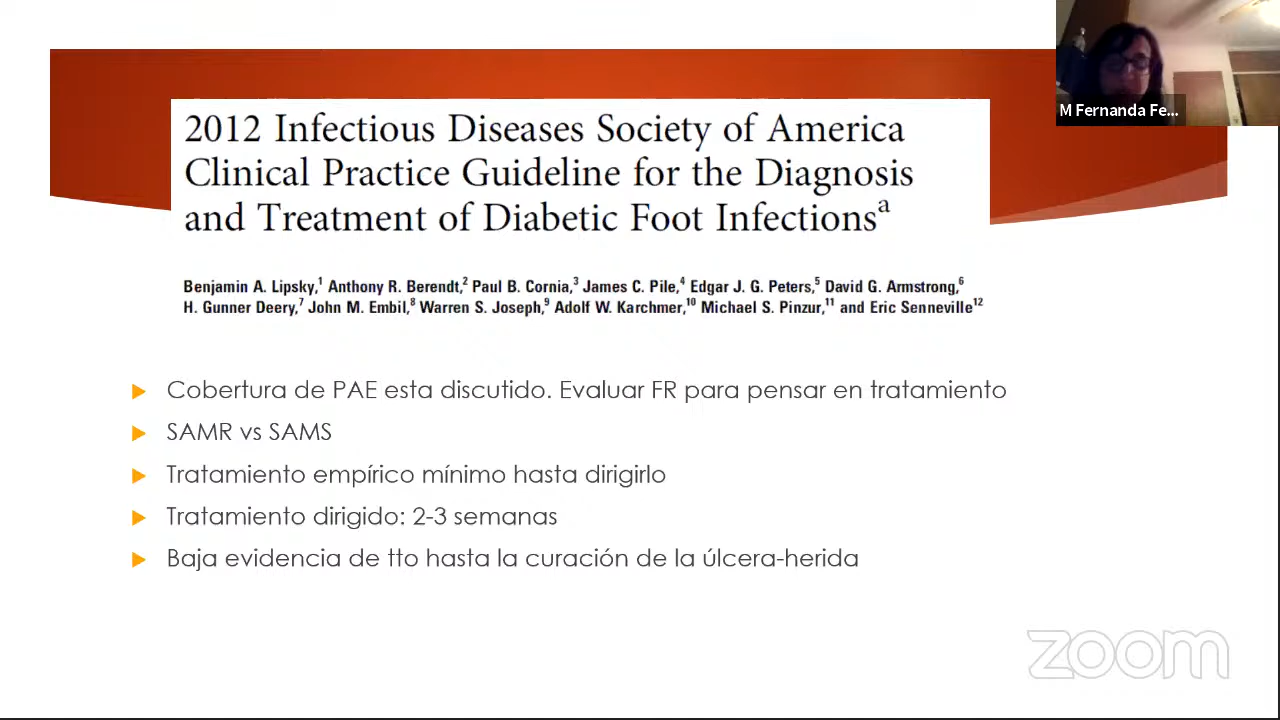 M Fernanda Fe...
2012 Infectious Diseases Society of America
Clinical Practice Guideline for the Diagnosis
and Treatment of Diabetic Foot Infectionsᵃ
Benjamin A. Lipsky,¹ Anthony R. Berendt,² Paul B. Cornia,³ James C. Pile,⁴ Edgar J. G. Peters,⁵ David G. Armstrong,⁶
H. Gunner Deery,⁷ John M. Embil,⁸ Warren S. Joseph,⁹ Adolf W. Karchmer,¹⁰ Michael S. Pinzur,¹¹ and Eric Senneville¹²
Cobertura de PAE esta discutido. Evaluar FR para pensar en tratamiento
SAMR vs SAMS
Tratamiento empírico mínimo hasta dirigirlo
Tratamiento dirigido: 2-3 semanas
Baja evidencia de tto hasta la curación de la úlcera-herida
zoom